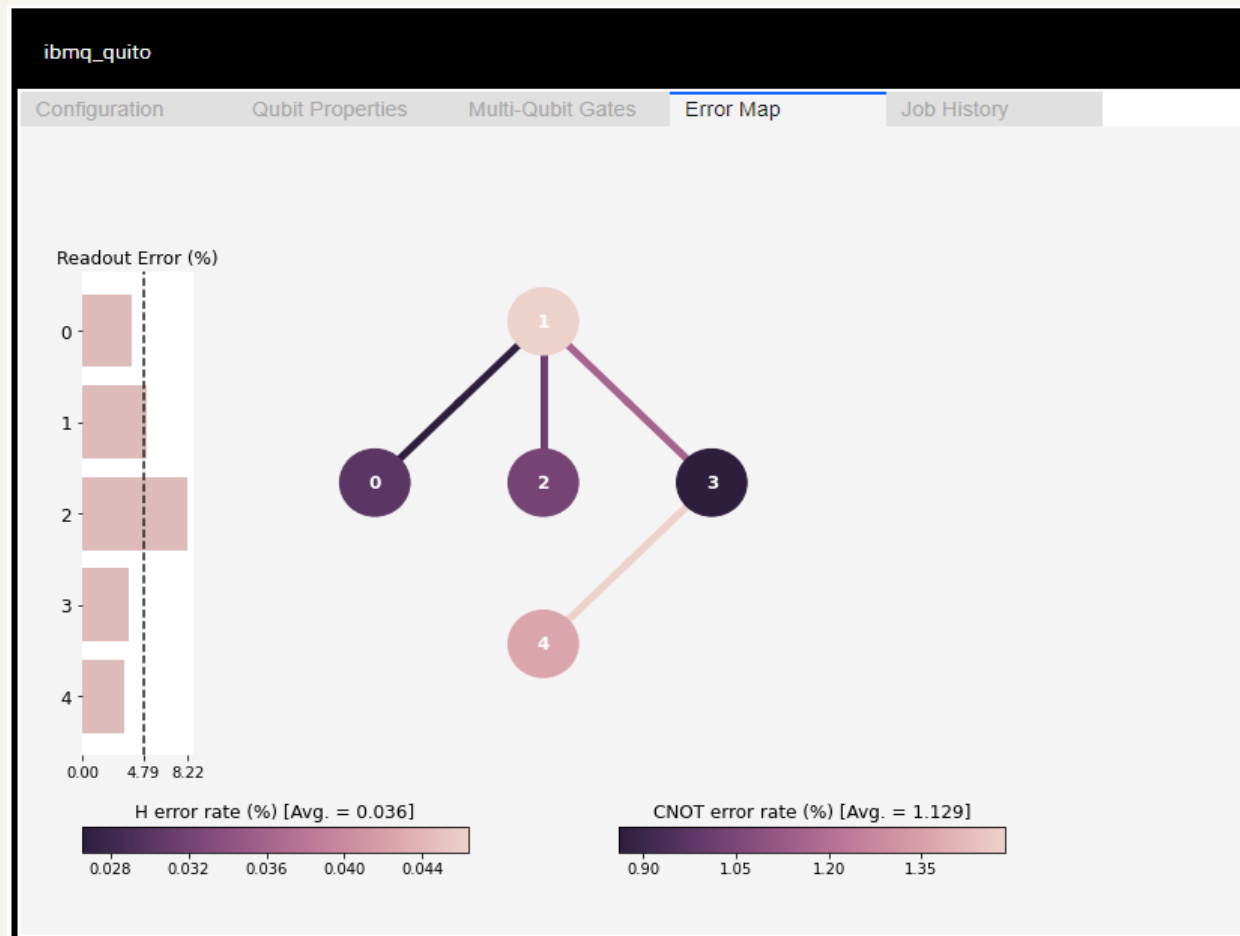 ibmq_quito
Configuration Qubit Properties Multi-Qubit Gates Error Map Job History
Readout Error (%)
0
1
2
3
4
0.00 4.79 8.22
1
0 2 3
4
H error rate (%) [Avg. = 0.036]
0.028 0.032 0.036 0.040 0.044
CNOT error rate (%) [Avg. = 1.129]
0.90 1.05 1.20 1.35